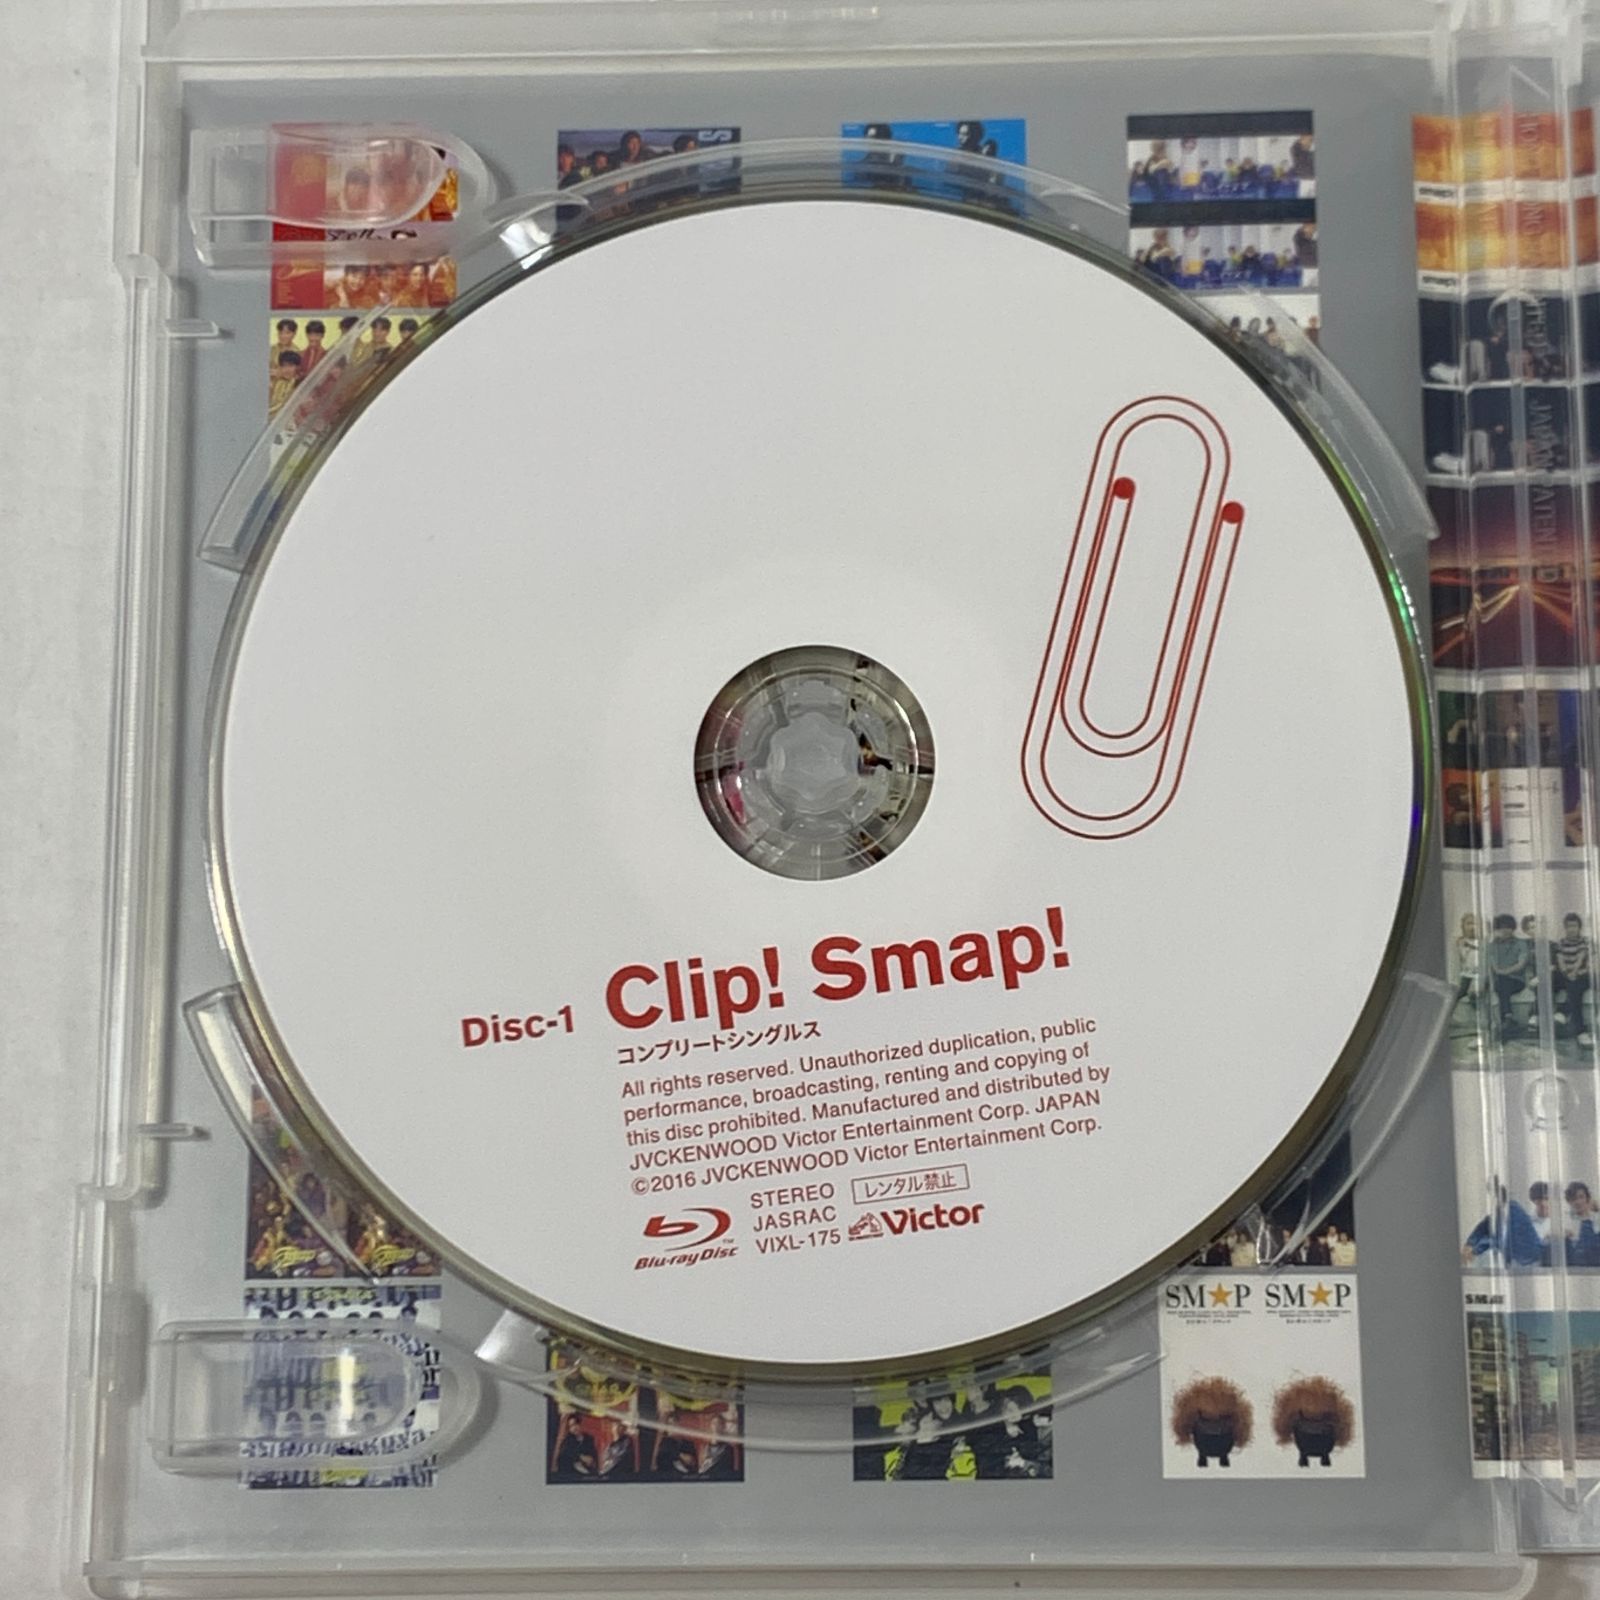 Disc-1 Clip! Smap!
コンプリートシングルス
All rights reserved. Unauthorized duplication, public
performance, broadcasting, renting and copying of
this disc prohibited. Manufactured and distributed by
JVCKENWOOD Victor Entertainment Corp. JAPAN
©2016 JVCKENWOOD Victor Entertainment Corp.
Blu-ray Disc™
STEREO
JASRAC
VIXL-175
レンタル禁止
Victor
SM★P SM★P